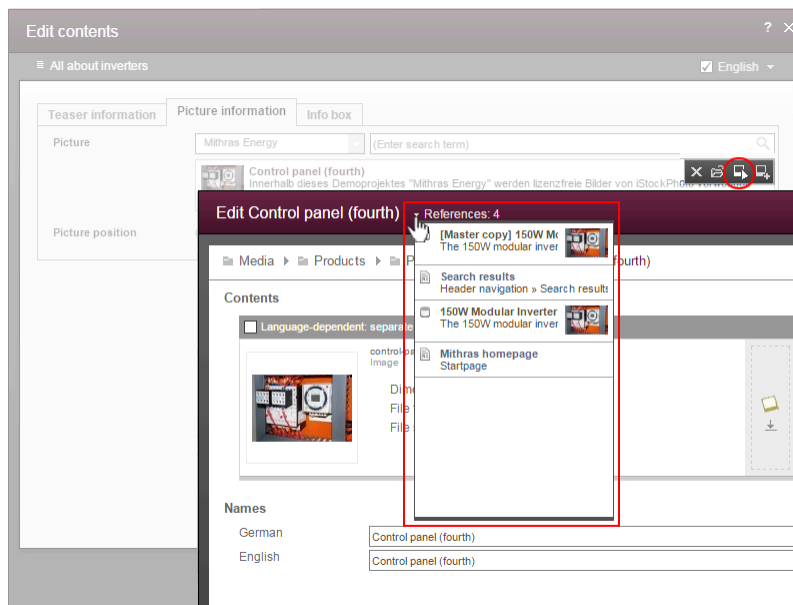 Edit contents
?
All about inverters
English
Teaser information
Picture information
Info box
Picture
Mithras Energy
(Enter search term)
Control panel (fourth)
Innerhalb dieses Demoprojektes "Mithras Energy" werden lizenzfreie Bilder von iStockPhoto verwendet
Picture position
Edit Control panel (fourth)
References: 4
[Master copy] 150W Mo
The 150W modular inver
Search results
Header navigation » Search results
150W Modular Inverter
The 150W modular inver
Mithras homepage
Startpage
Media
Products
P
fourth)
Contents
Language-dependent: separate
control-pa
Image
Dime
File
File
Names
German
Control panel (fourth)
English
Control panel (fourth)